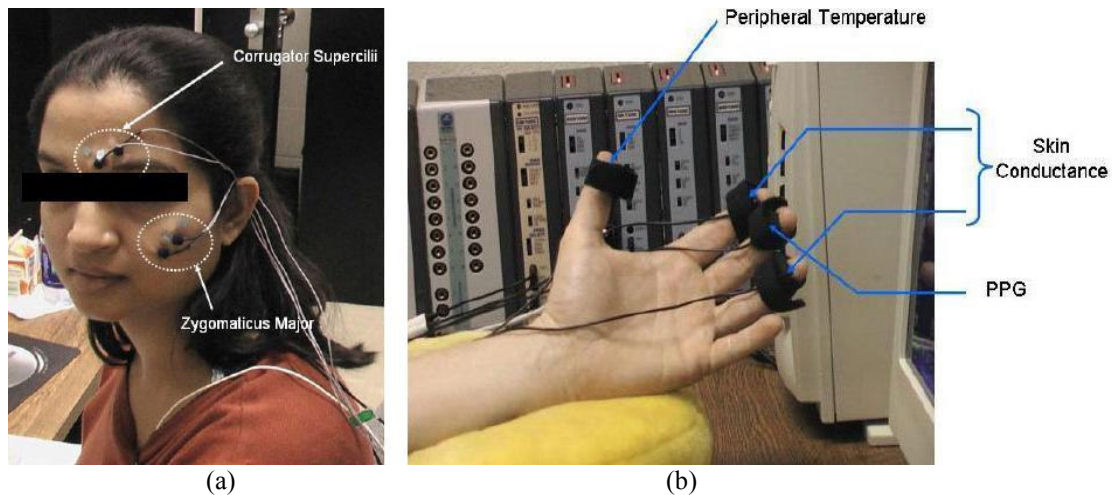 Corrugator Supercilii
Zygomaticus Major
(a)
Peripheral Temperature
Skin
Conductance
PPG
(b)